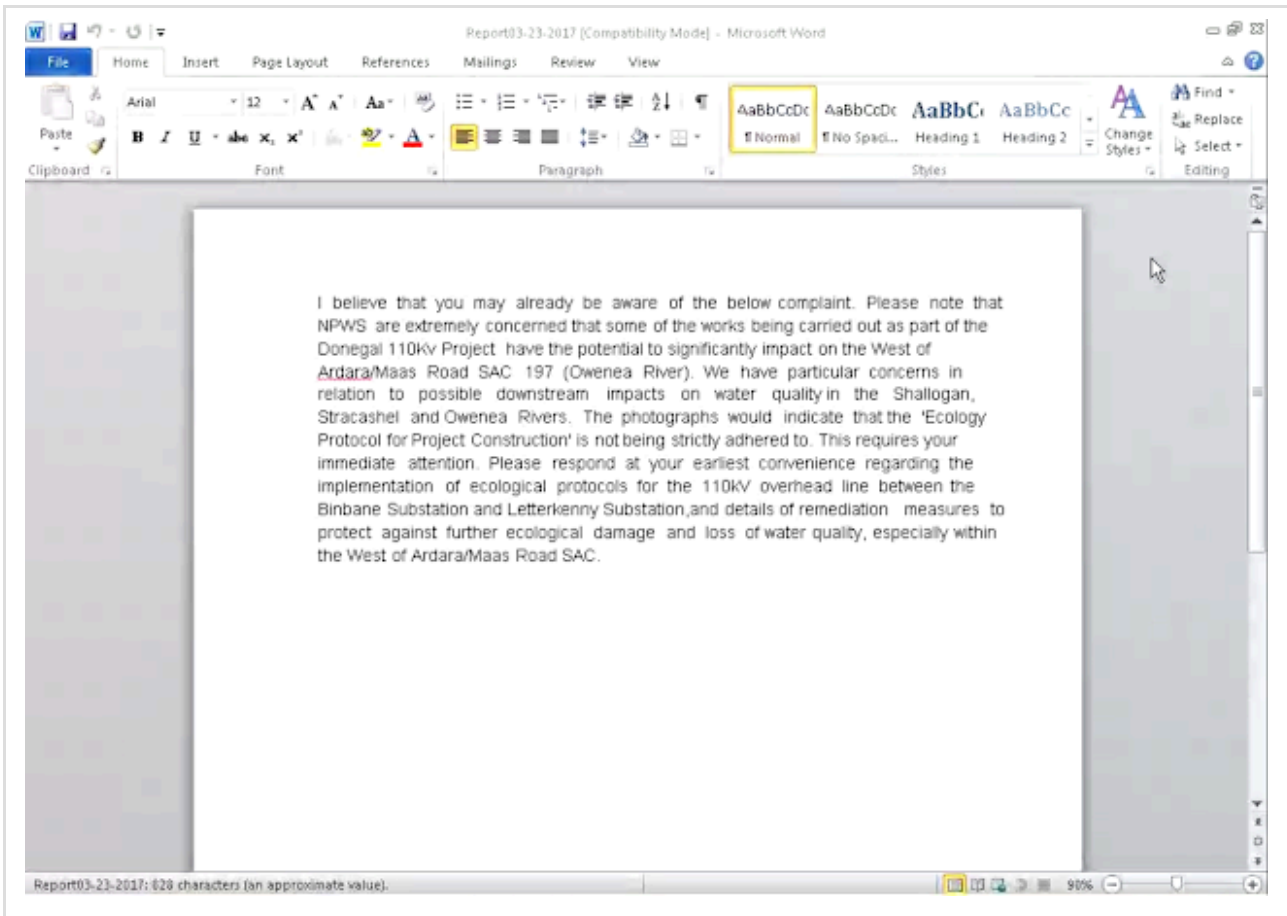 Report03-23-2017 [Compatibility Mode] - Microsoft Word
File Home Insert Page Layout References Mailings Review View
Paste
Clipboard
Arial 12
B I U abc x₂ x² A
Font
Paragraph
AaBbCcDc AaBbCcDc AaBbC AaBbCc
¶ Normal ¶ No Spaci... Heading 1 Heading 2
Change Styles
Styles
Find
Replace
Select
Editing
I believe that you may already be aware of the below complaint. Please note that
NPWS are extremely concerned that some of the works being carried out as part of the
Donegal 110Kv Project have the potential to significantly impact on the West of
Ardara/Maas Road SAC 197 (Owenea River). We have particular concerns in
relation to possible downstream impacts on water quality in the Shallogan,
Stracashel and Owenea Rivers. The photographs would indicate that the 'Ecology
Protocol for Project Construction' is not being strictly adhered to. This requires your
immediate attention. Please respond at your earliest convenience regarding the
implementation of ecological protocols for the 110kV overhead line between the
Binbane Substation and Letterkenny Substation,and details of remediation measures to
protect against further ecological damage and loss of water quality, especially within
the West of Ardara/Maas Road SAC.
Report03-23-2017: 828 characters (an approximate value).
90%